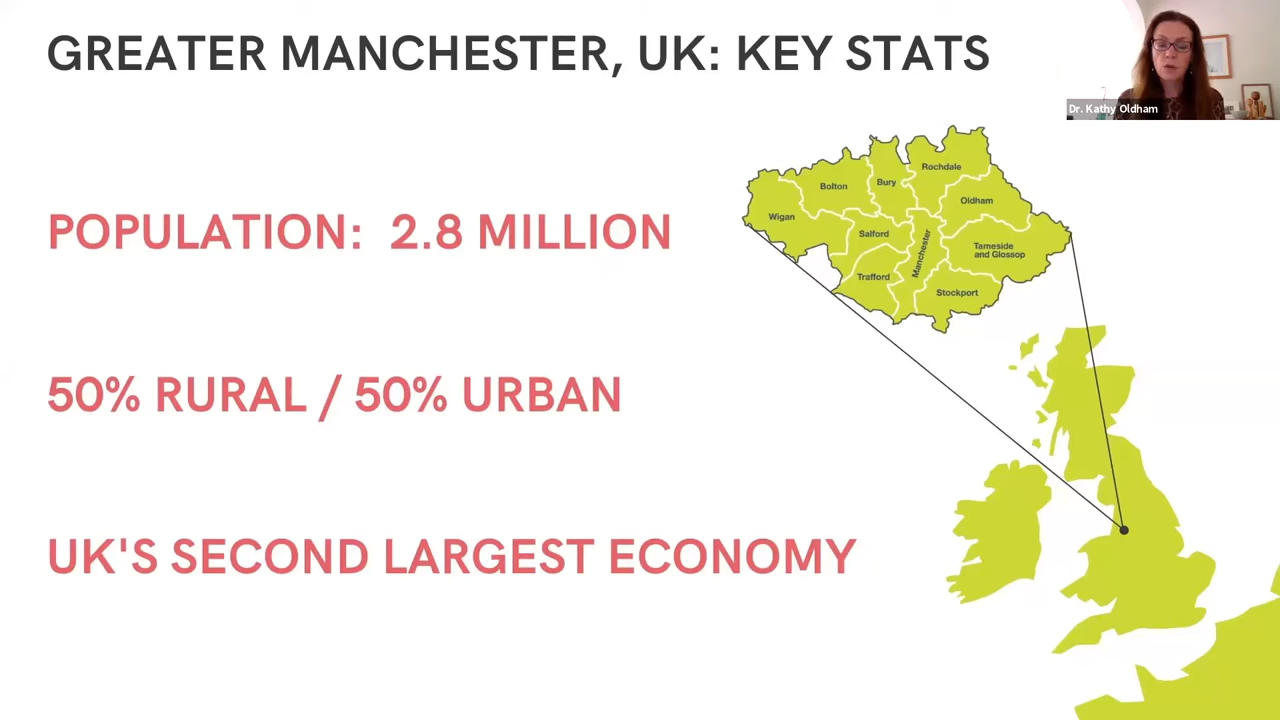 GREATER MANCHESTER, UK: KEY STATS
Dr. Kathy Oldham
POPULATION: 2.8 MILLION
50% RURAL / 50% URBAN
UK'S SECOND LARGEST ECONOMY
Rochdale
Bury
Bolton
Oldham
Wigan
Salford
Manchester
Tameside
and Glossop
Trafford
Stockport